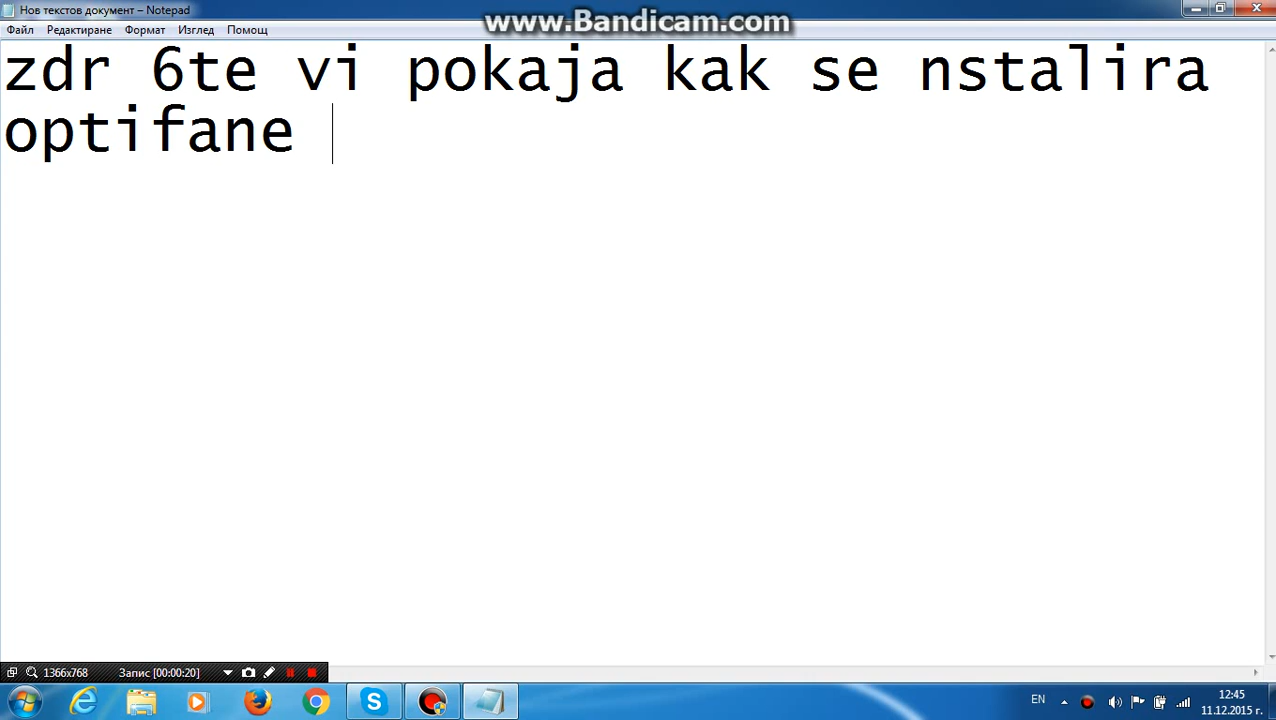 Нов текстов документ – Notepad
www.Bandicam.com
Файл Редактиране Формат Изглед Помощ
zdr 6te vi pokaja kak se nstalira
optifane
1366x768 Запис [00:00:20]
EN
12:45
11.12.2015 г.